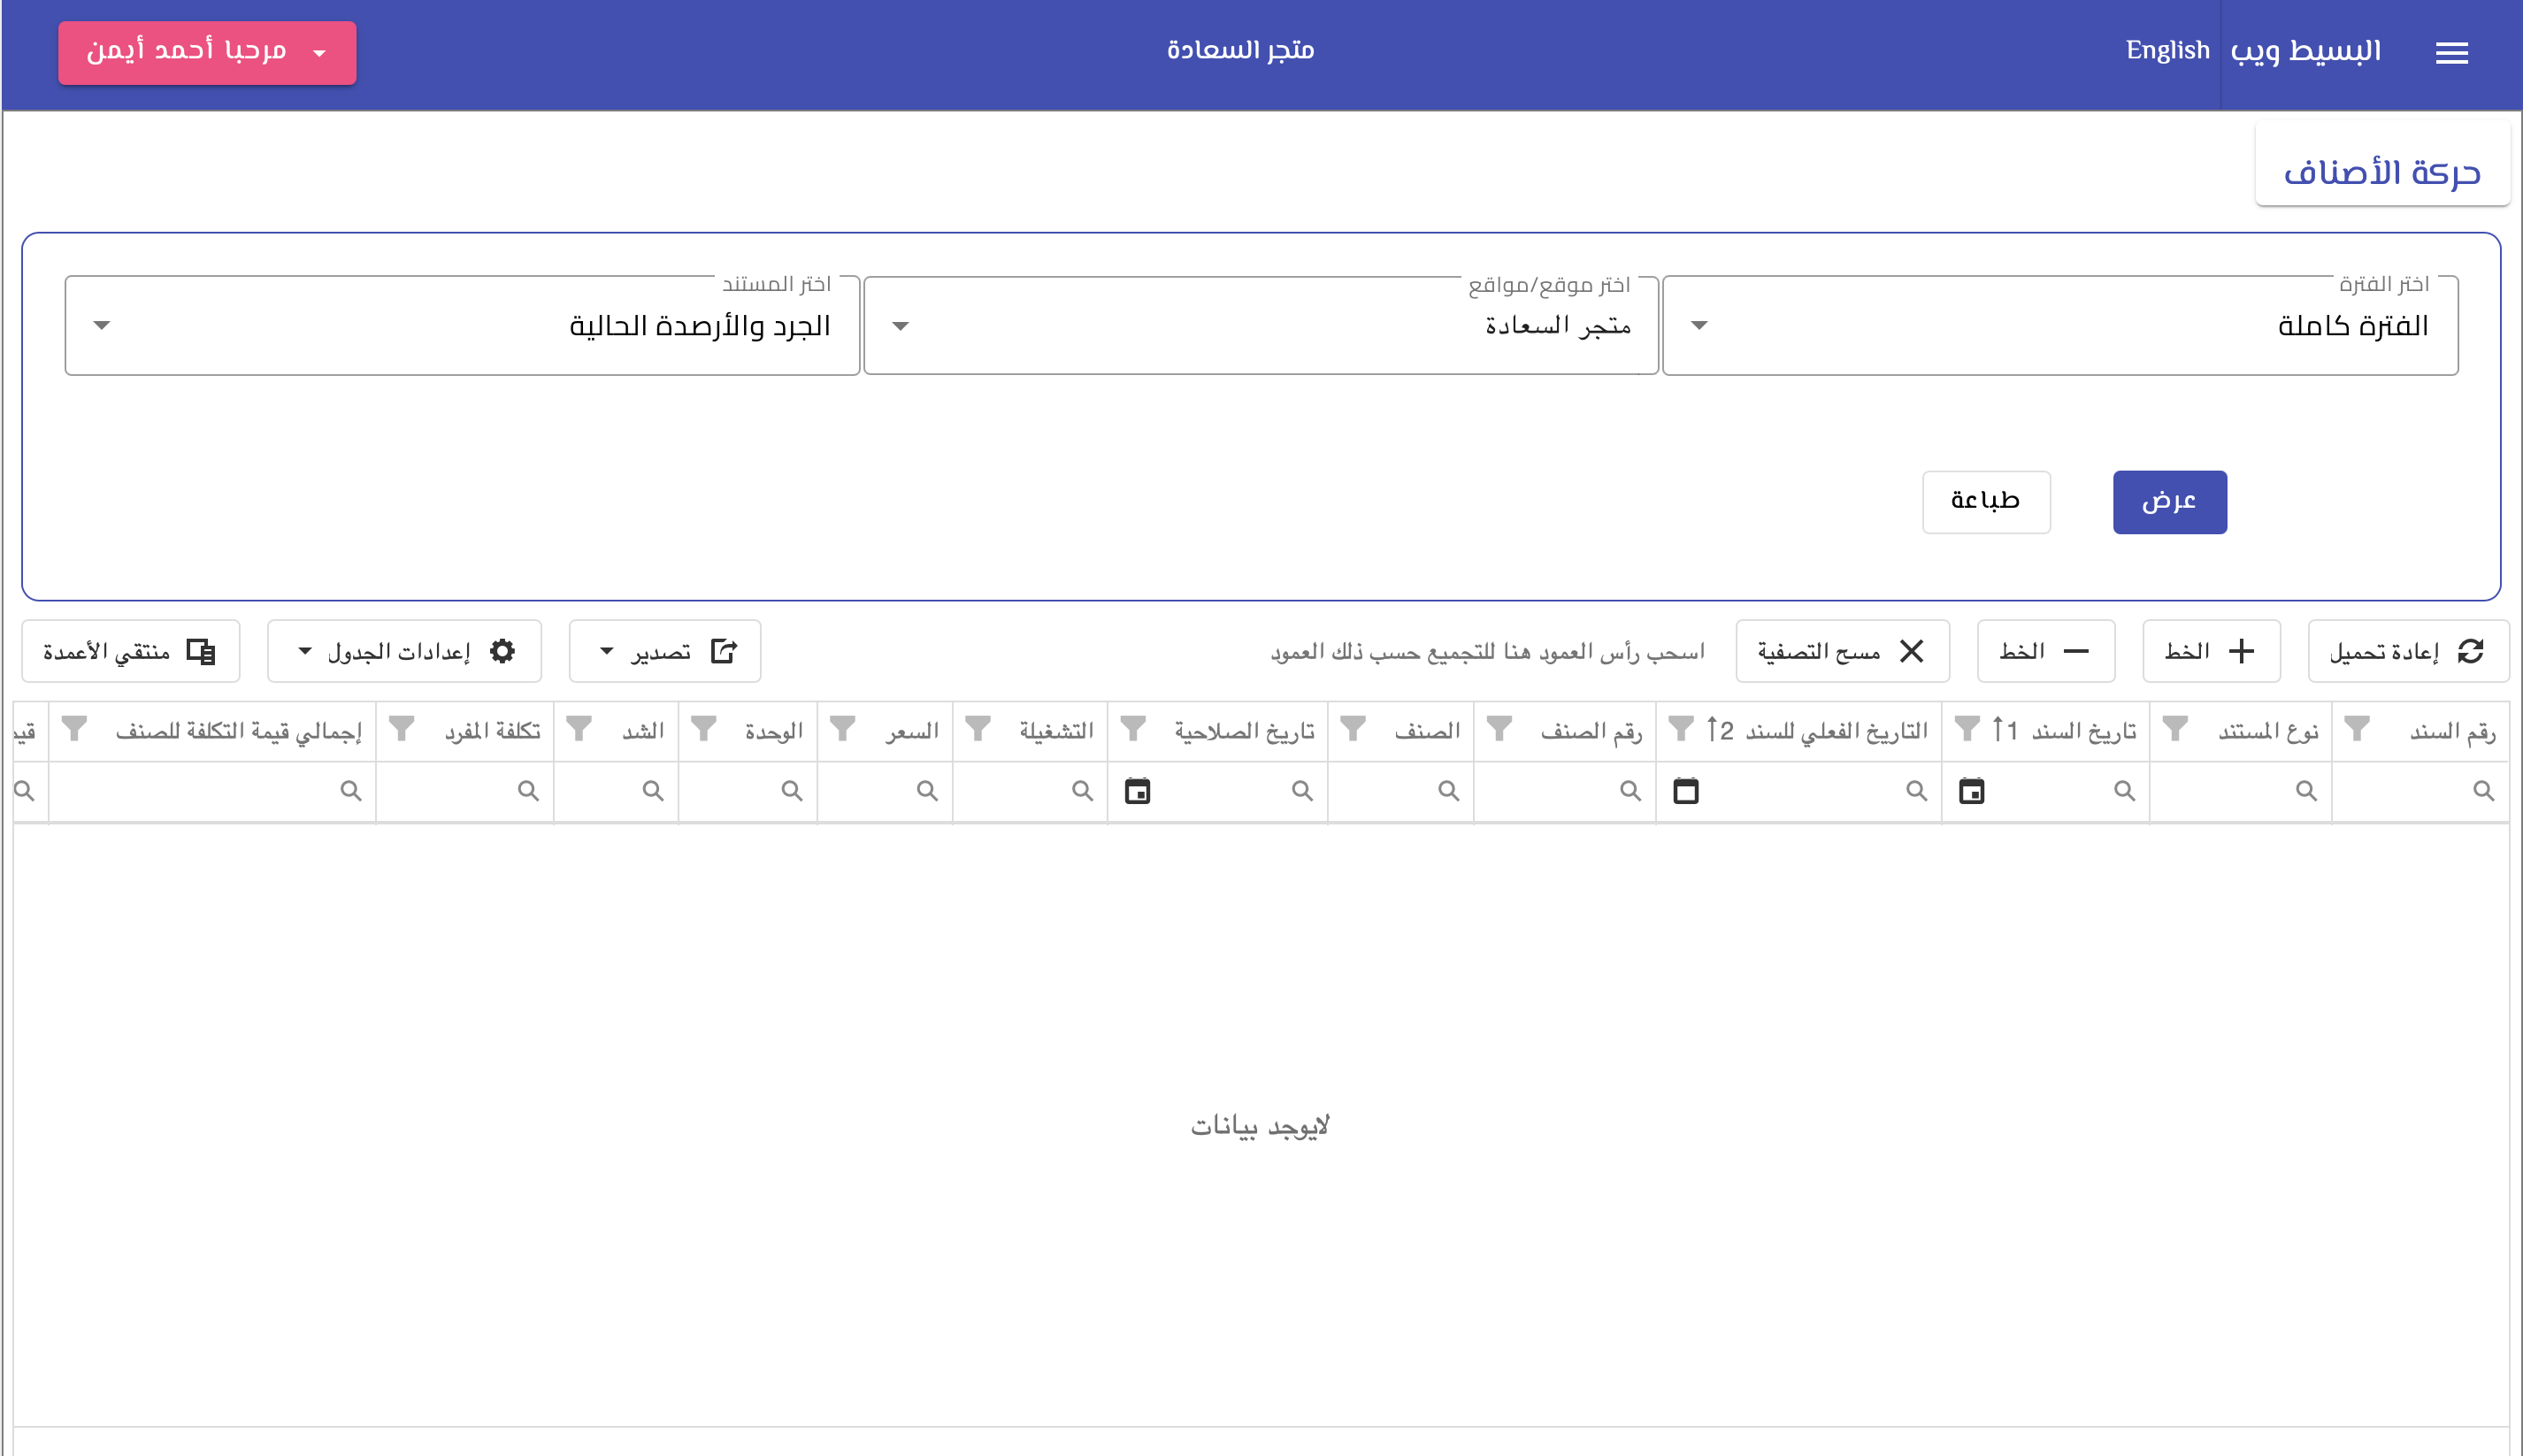 البسيط ويب English متجر السعادة مرحبا أحمد أيمن
حركة الأصناف
اختر الفترة اختر موقع/مواقع اختر المستند
الفترة كاملة متجر السعادة الجرد والأرصدة الحالية
عرض طباعة
إعادة تحميل الخط الخط مسح التصفية اسحب رأس العمود هنا للتجميع حسب ذلك العمود تصدير إعدادات الجدول منتقي الأعمدة
رقم السند نوع المستند تاريخ السند 1 التاريخ الفعلي للسند 2 رقم الصنف الصنف تاريخ الصلاحية التشغيلة السعر الوحدة الشد تكلفة المفرد إجمالي قيمة التكلفة للصنف
لايوجد بيانات